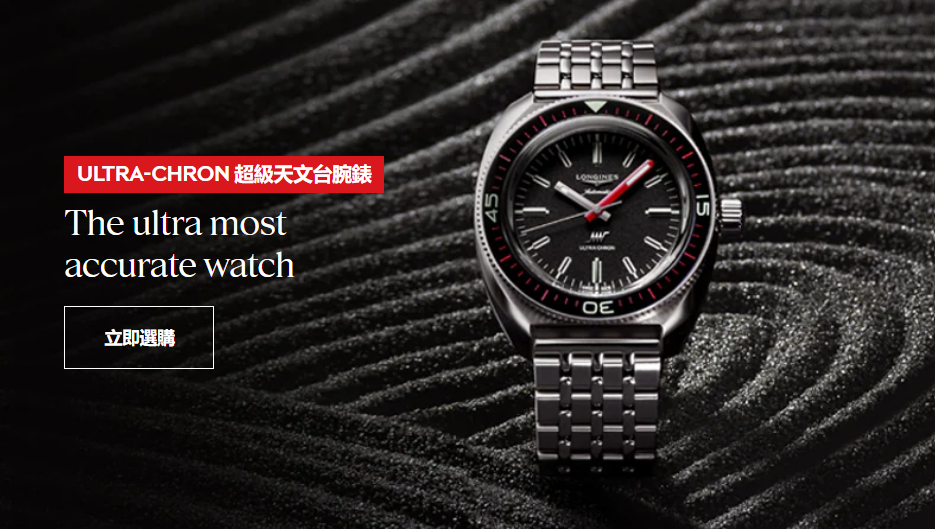 ULTRA-CHRON 超級天文台腕錶
The ultra most
accurate watch
立即選購
LONGINES
Automatic
ULTRA-CHRON
45
15
30